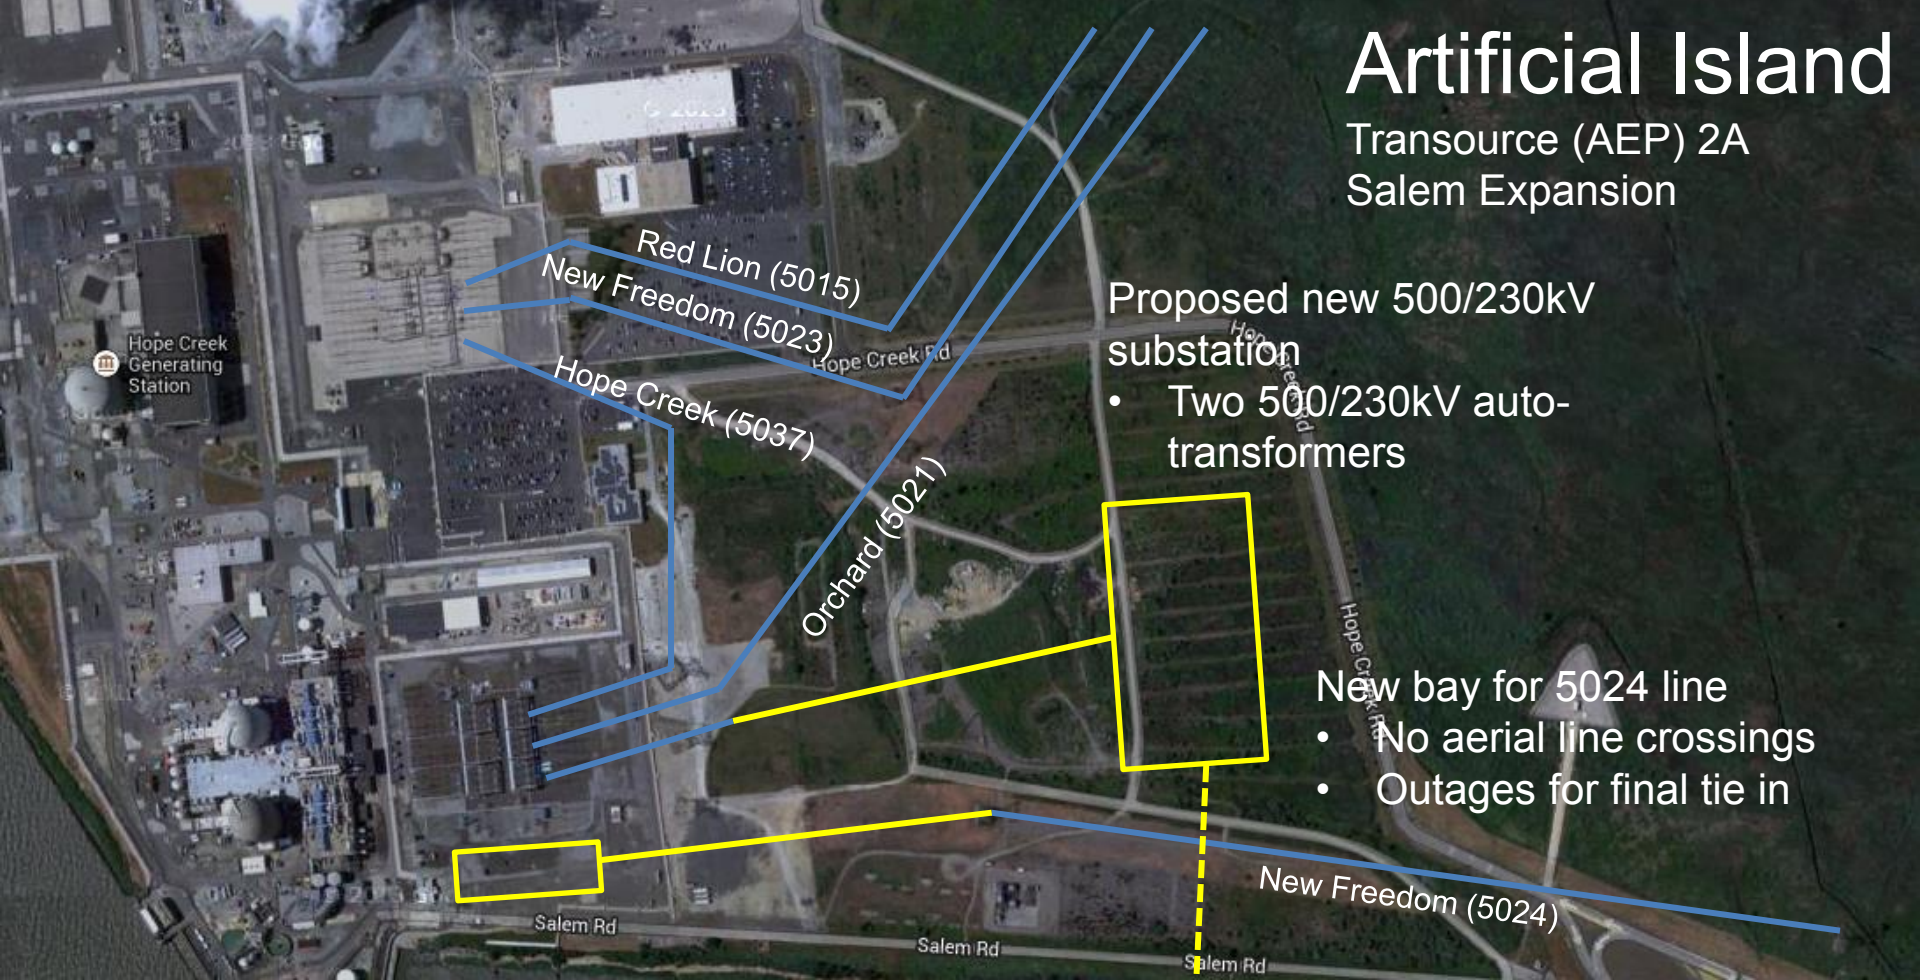 Artificial Island
Transource (AEP) 2A
Salem Expansion
Red Lion (5015)
New Freedom (5023)
Hope Creek (5037)
Hope Creek Rd
Orchard (5021)
Hope Creek
Generating
Station
Proposed new 500/230kV
substation
• Two 500/230kV auto-
transformers
Hope Creek Rd
Hope Creek Rd
New bay for 5024 line
• No aerial line crossings
• Outages for final tie in
New Freedom (5024)
Salem Rd
Salem Rd
Salem Rd